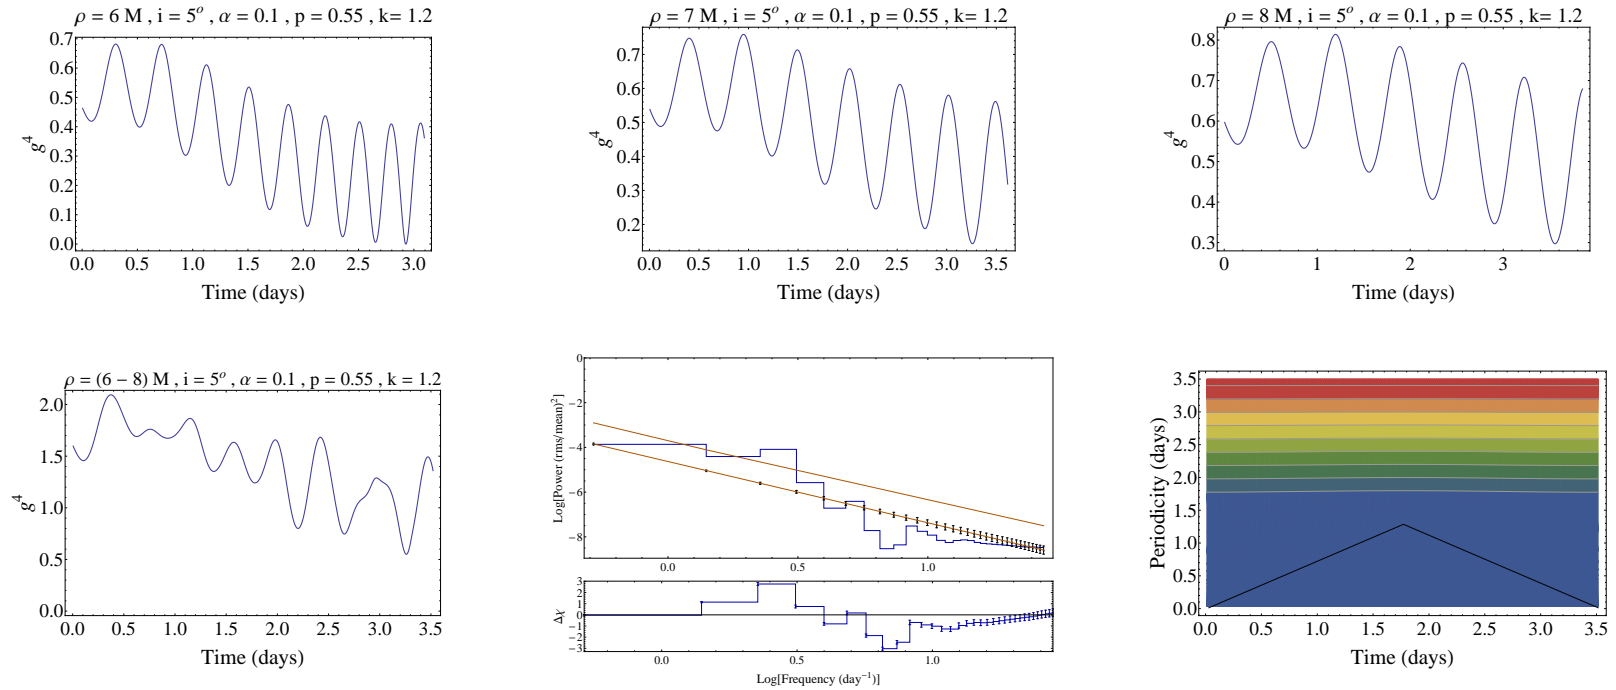 ρ = 6 M , i = 5° , α = 0.1 , p = 0.55 , k= 1.2
g⁴
0.7
0.6
0.5
0.4
0.3
0.2
0.1
0.0
0.0 0.5 1.0 1.5 2.0 2.5 3.0
Time (days)
ρ = 7 M , i = 5° , α = 0.1 , p = 0.55 , k= 1.2
g⁴
0.7
0.6
0.5
0.4
0.3
0.2
0.0 0.5 1.0 1.5 2.0 2.5 3.0 3.5
Time (days)
ρ = 8 M , i = 5° , α = 0.1 , p = 0.55 , k= 1.2
g⁴
0.8
0.7
0.6
0.5
0.4
0.3
0 1 2 3
Time (days)
ρ = (6 − 8) M , i = 5° , α = 0.1 , p = 0.55 , k = 1.2
g⁴
2.0
1.5
1.0
0.5
0.0
0.0 0.5 1.0 1.5 2.0 2.5 3.0 3.5
Time (days)
Log[Power (rms/mean)²]
0
−2
−4
−6
−8
0.0 0.5 1.0
Δχ
3
2
1
0
−1
−2
−3
0.0 0.5 1.0
Log[Frequency (day⁻¹)]
Periodicity (days)
3.5
3.0
2.5
2.0
1.5
1.0
0.5
0.0
0.0 0.5 1.0 1.5 2.0 2.5 3.0 3.5
Time (days)